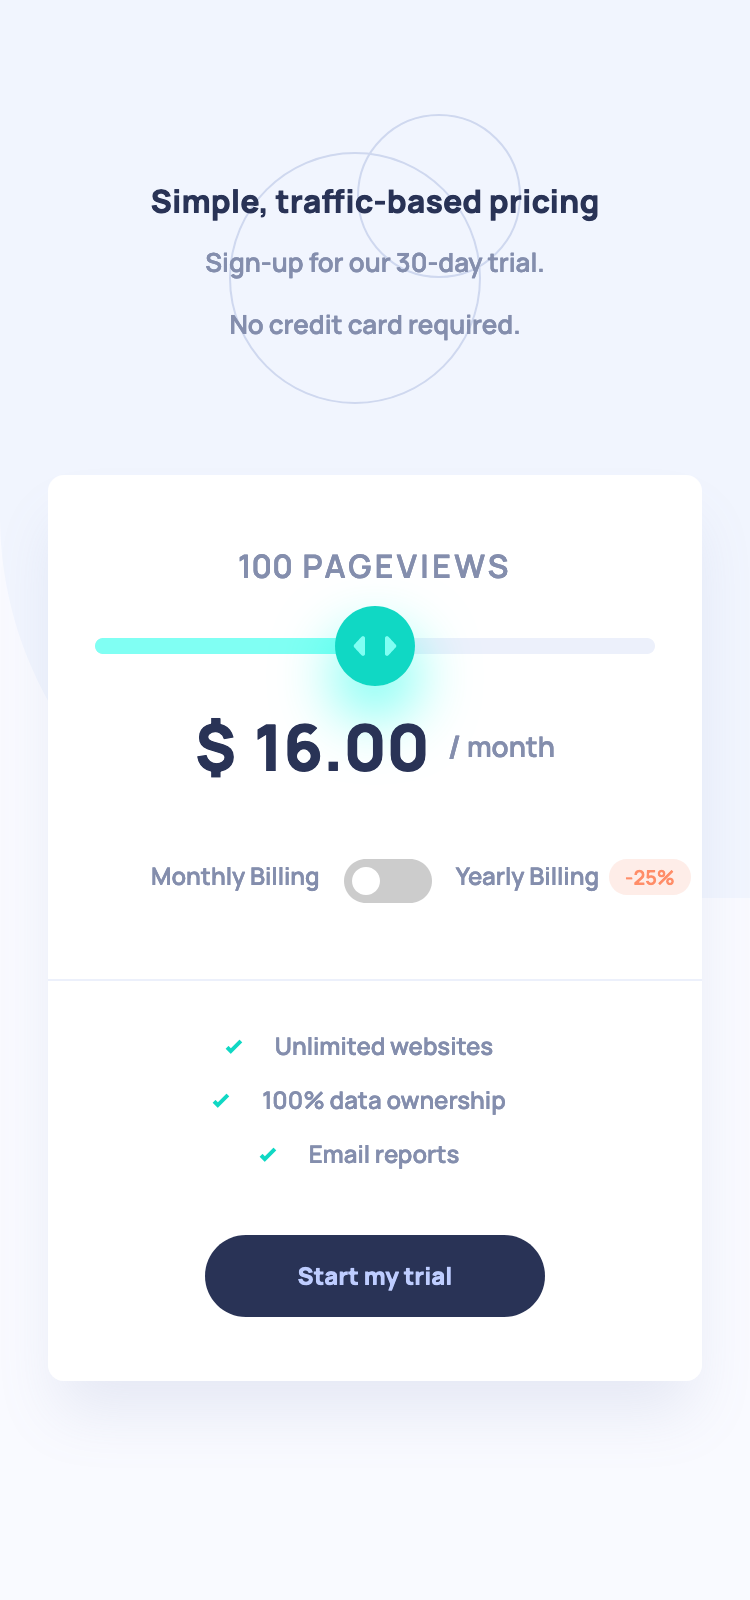 Simple, traffic-based pricing
Sign-up for our 30-day trial.
No credit card required.
100 PAGEVIEWS
$ 16.00 / month
Monthly Billing Yearly Billing -25%
Unlimited websites
100% data ownership
Email reports
Start my trial